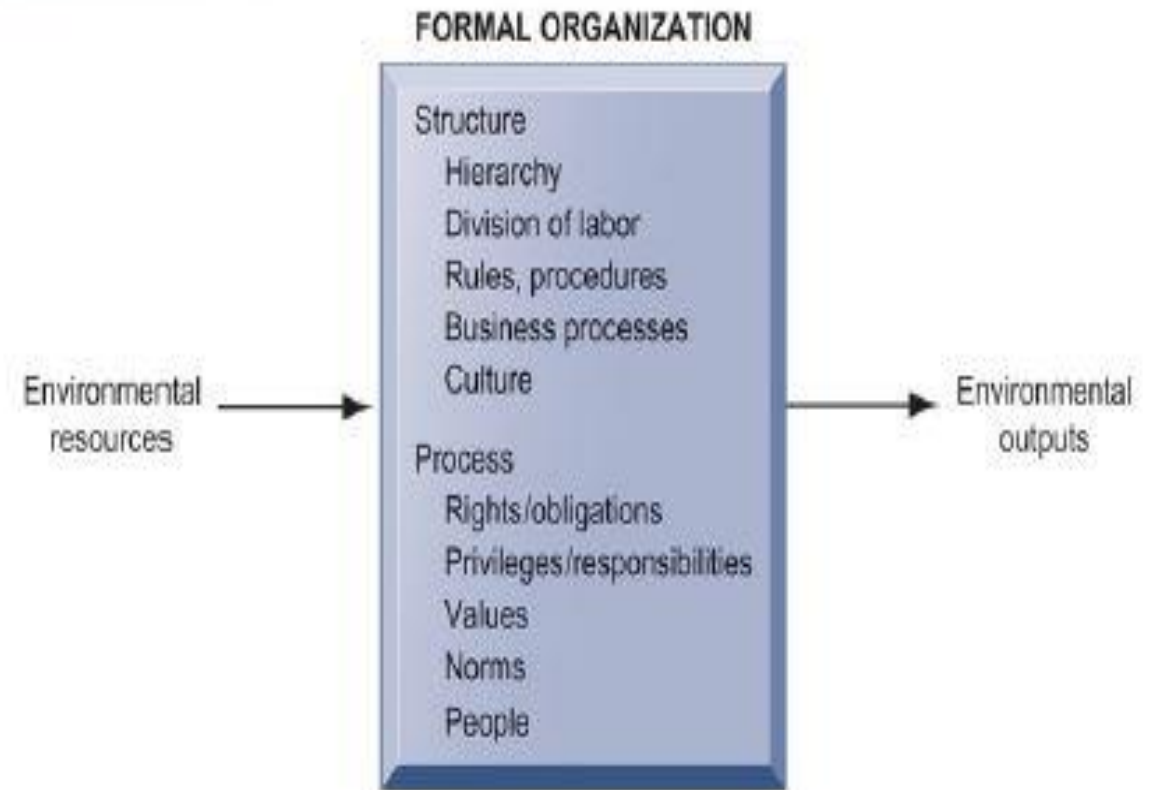 FORMAL ORGANIZATION
Structure
Hierarchy
Division of labor
Rules, procedures
Business processes
Culture
Environmental
resources
Environmental
outputs
Process
Rights/obligations
Privileges/responsibilities
Values
Norms
People